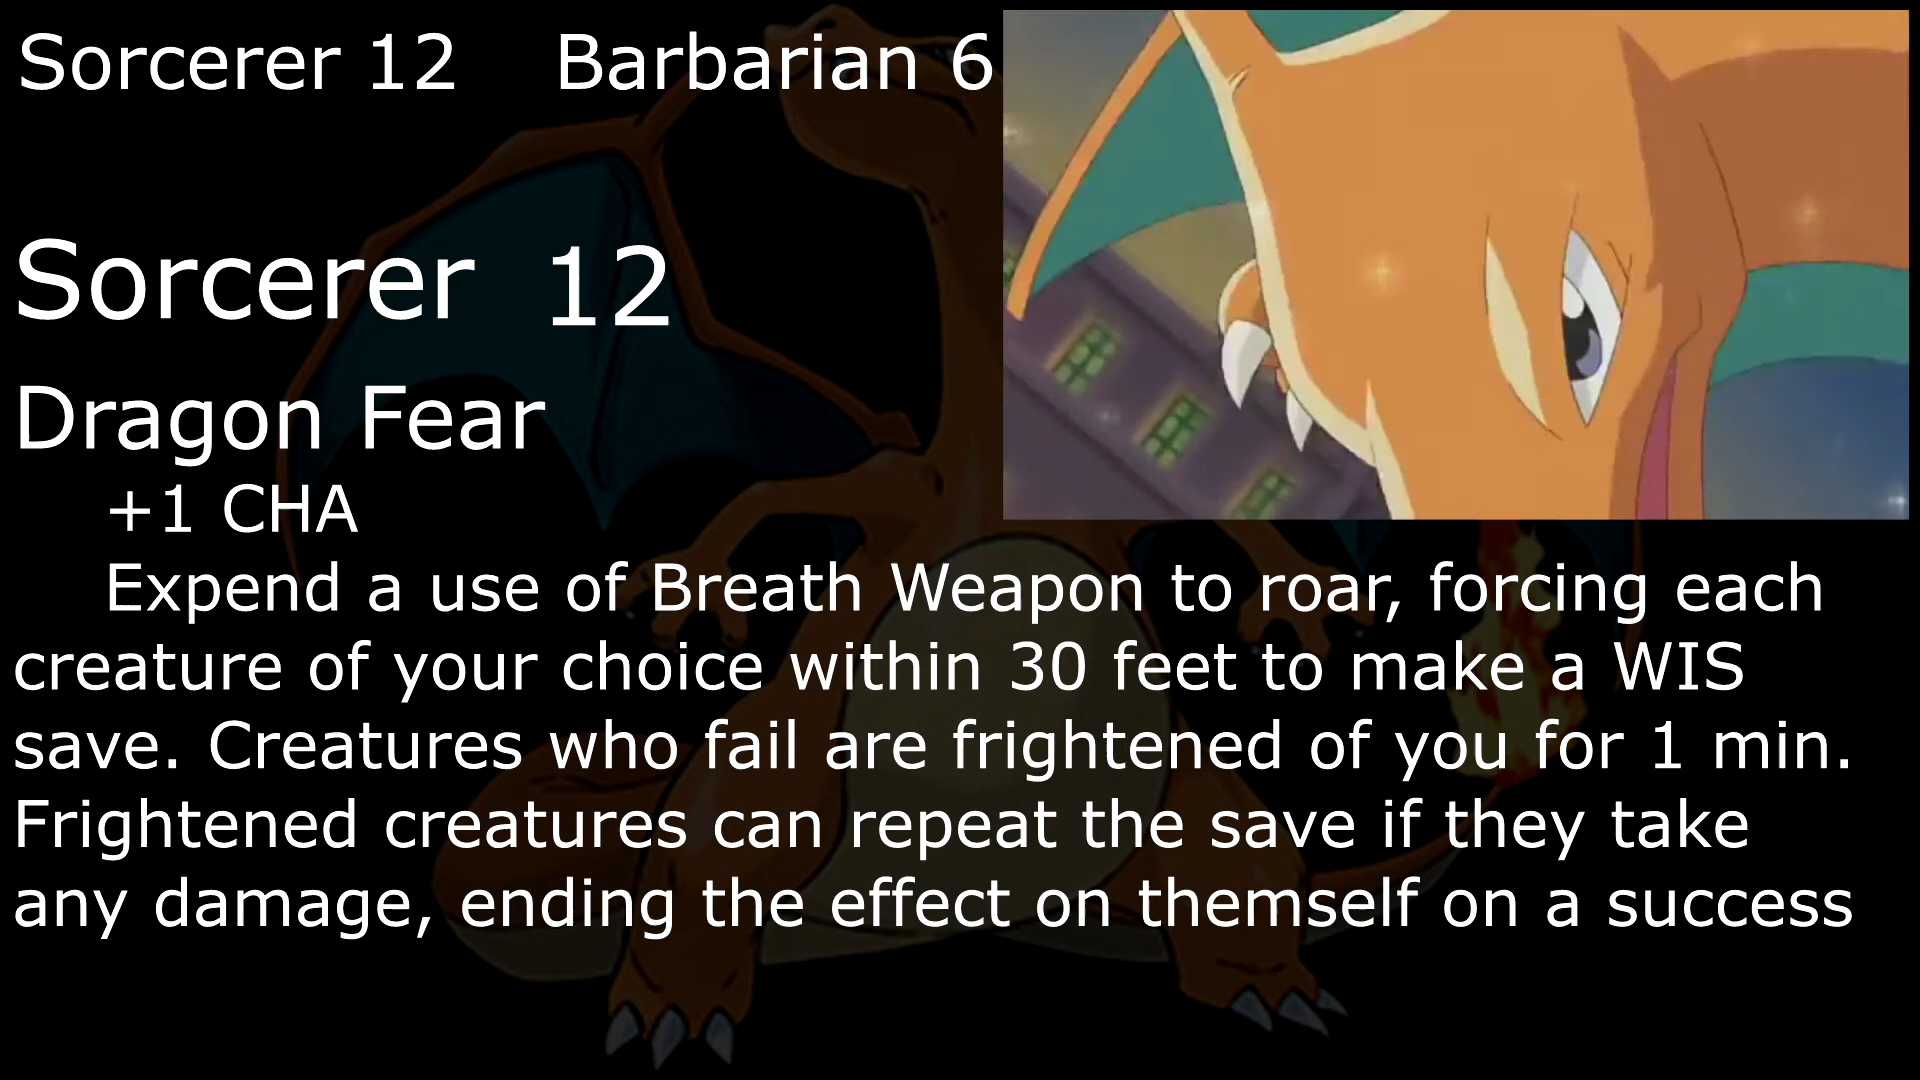 Sorcerer 12 Barbarian 6
Sorcerer 12
Dragon Fear
+1 CHA
Expend a use of Breath Weapon to roar, forcing each
creature of your choice within 30 feet to make a WIS
save. Creatures who fail are frightened of you for 1 min.
Frightened creatures can repeat the save if they take
any damage, ending the effect on themself on a success